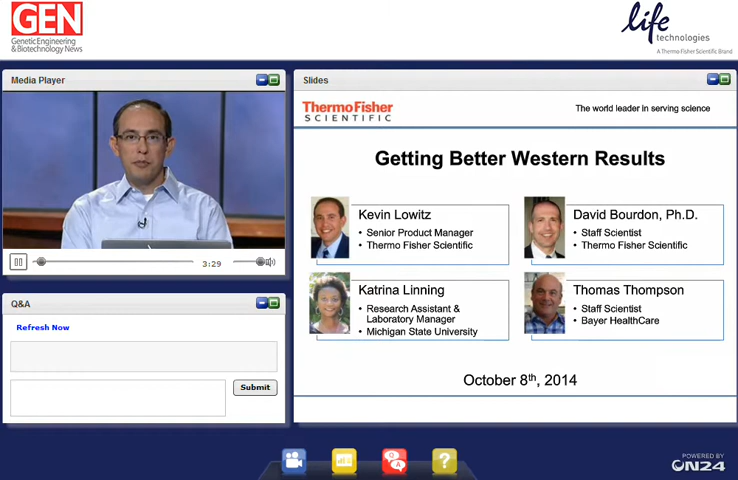 GEN
Genetic Engineering
& Biotechnology News
life
technologies
A Thermo Fisher Scientific Brand
Media Player
3:29
Q&A
Refresh Now
Submit
Slides
ThermoFisher
SCIENTIFIC
The world leader in serving science
Getting Better Western Results
Kevin Lowitz
• Senior Product Manager
• Thermo Fisher Scientific
David Bourdon, Ph.D.
• Staff Scientist
• Thermo Fisher Scientific
Katrina Linning
• Research Assistant &
Laboratory Manager
• Michigan State University
Thomas Thompson
• Staff Scientist
• Bayer HealthCare
October 8th, 2014
Q
A
?
POWERED BY
ON24